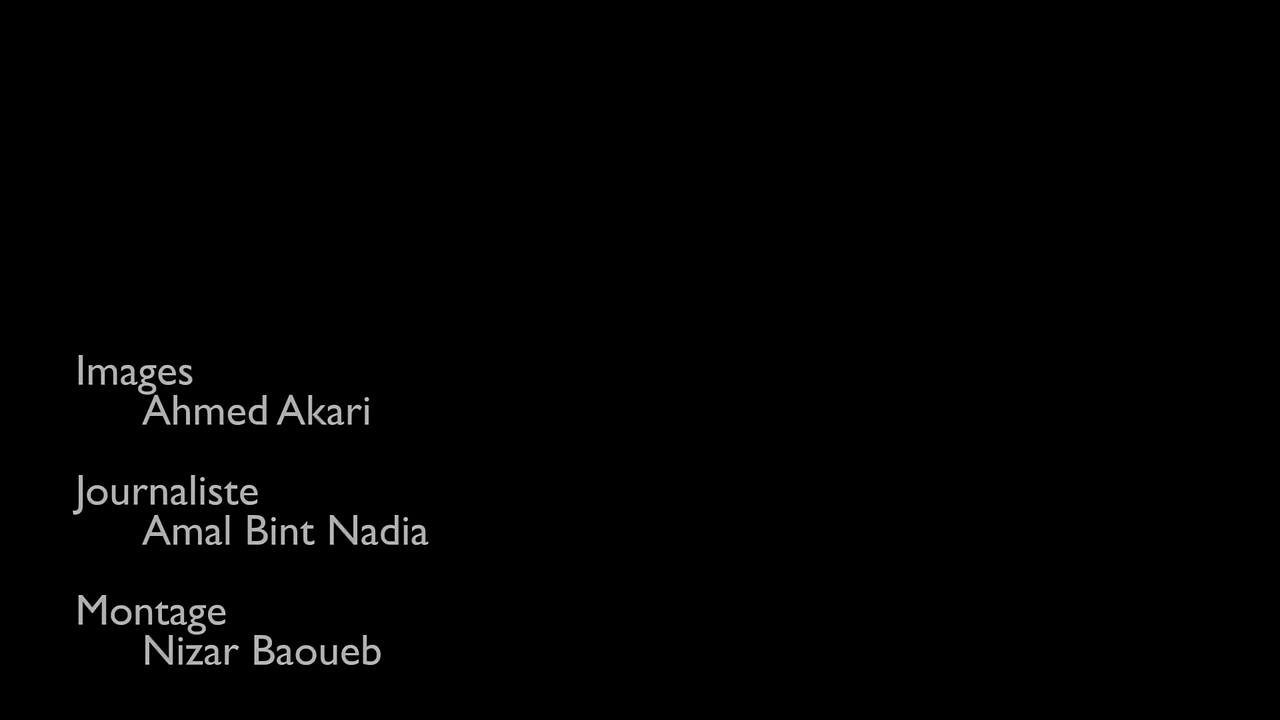 Images
Ahmed Akari
Journaliste
Amal Bint Nadia
Montage
Nizar Baoueb